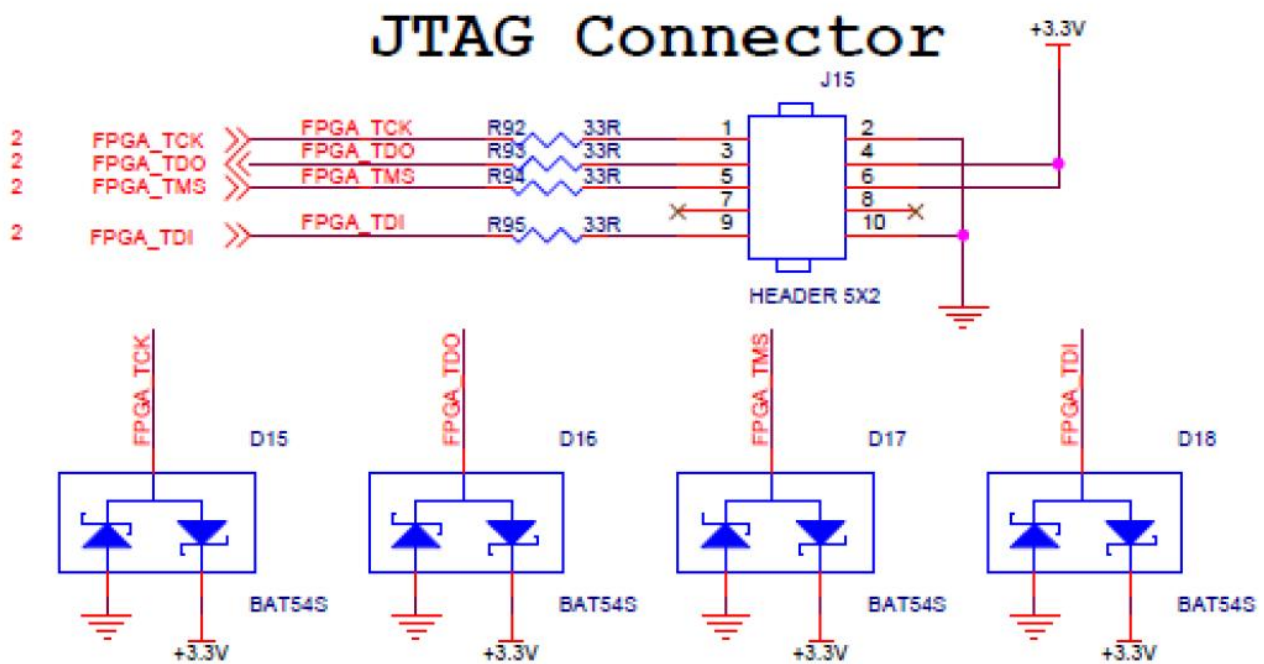 JTAG Connector
+3.3V
J15
2 FPGA_TCK FPGA_TCK R92 33R 1 2
2 FPGA_TDO FPGA_TDO R93 33R 3 4
2 FPGA_TMS FPGA_TMS R94 33R 5 6
7 8
2 FPGA_TDI FPGA_TDI R95 33R 9 10
HEADER 5X2
FPGA_TCK FPGA_TDO FPGA_TMS FPGA_TDI
D15 D16 D17 D18
BAT54S BAT54S BAT54S BAT54S
+3.3V +3.3V +3.3V +3.3V